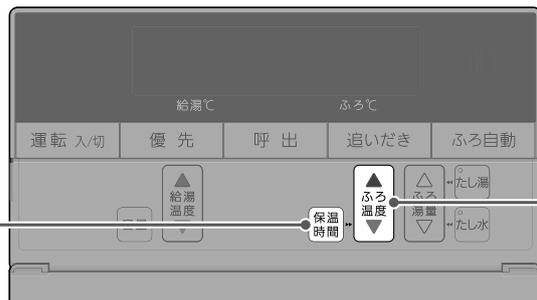 給湯℃
ふろ℃
運転 入/切
優先
呼出
追いだき
ふろ自動
給湯
温度
音量
保温
時間
ふろ
温度
ふろ
湯量
たし湯
たし水